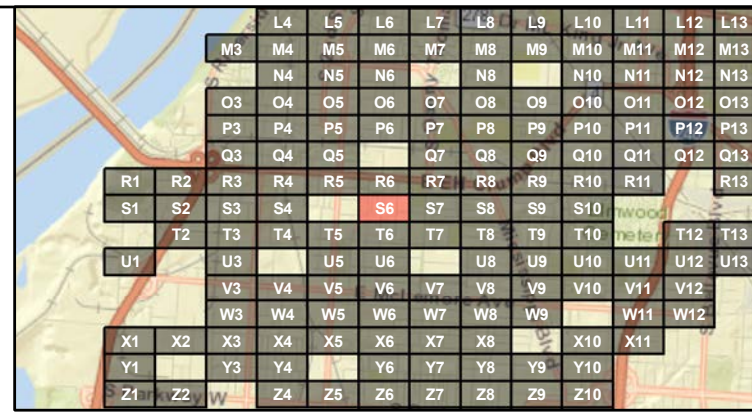 L4 L5 L6 L7 L8 L9 L10 L11 L12 L13
M3 M4 M5 M6 M7 M8 M9 M10 M11 M12 M13
N4 N5 N6 N8 N10 N11 N12 N13
O3 O4 O5 O6 O7 O8 O9 O10 O11 O12 O13
P3 P4 P5 P6 P7 P8 P9 P10 P11 P12 P13
Q3 Q4 Q5 Q7 Q8 Q9 Q10 Q11 Q12 Q13
R1 R2 R3 R4 R5 R6 R7 R8 R9 R10 R11 R13
S1 S2 S3 S4 S6 S7 S8 S9 S10
T2 T3 T4 T5 T6 T7 T8 T9 T10 T12 T13
U1 U3 U5 U6 U8 U9 U10 U11 U12 U13
V3 V4 V5 V6 V7 V8 V9 V10 V11 V12
W3 W4 W5 W6 W7 W8 W9 W11 W12
X1 X2 X3 X4 X5 X6 X7 X8 X10 X11
Y1 Y3 Y4 Y6 Y7 Y8 Y9 Y10
Z1 Z2 Z4 Z5 Z6 Z7 Z8 Z9 Z10